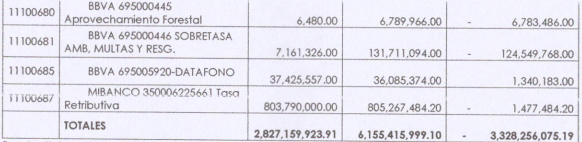 11100680 BBVA 695000445
Aprovechamiento Forestal 6,480.00 6,789,966.00 - 6,783,486.00
11100681 BBVA 695000446 SOBRETASA
AMB, MULTAS Y RESG. 7,161,326.00 131,711,094.00 - 124,549,768.00
11100685 BBVA 695005920-DATAFONO 37,425,557.00 36,085,374.00 1,340,183.00
11100687 MIBANCO 350006225661 Tasa
Retributiva 803,790,000.00 805,267,484.20 - 1,477,484.20
TOTALES 2,827,159,923.91 6,155,415,999.10 - 3,328,256,075.19